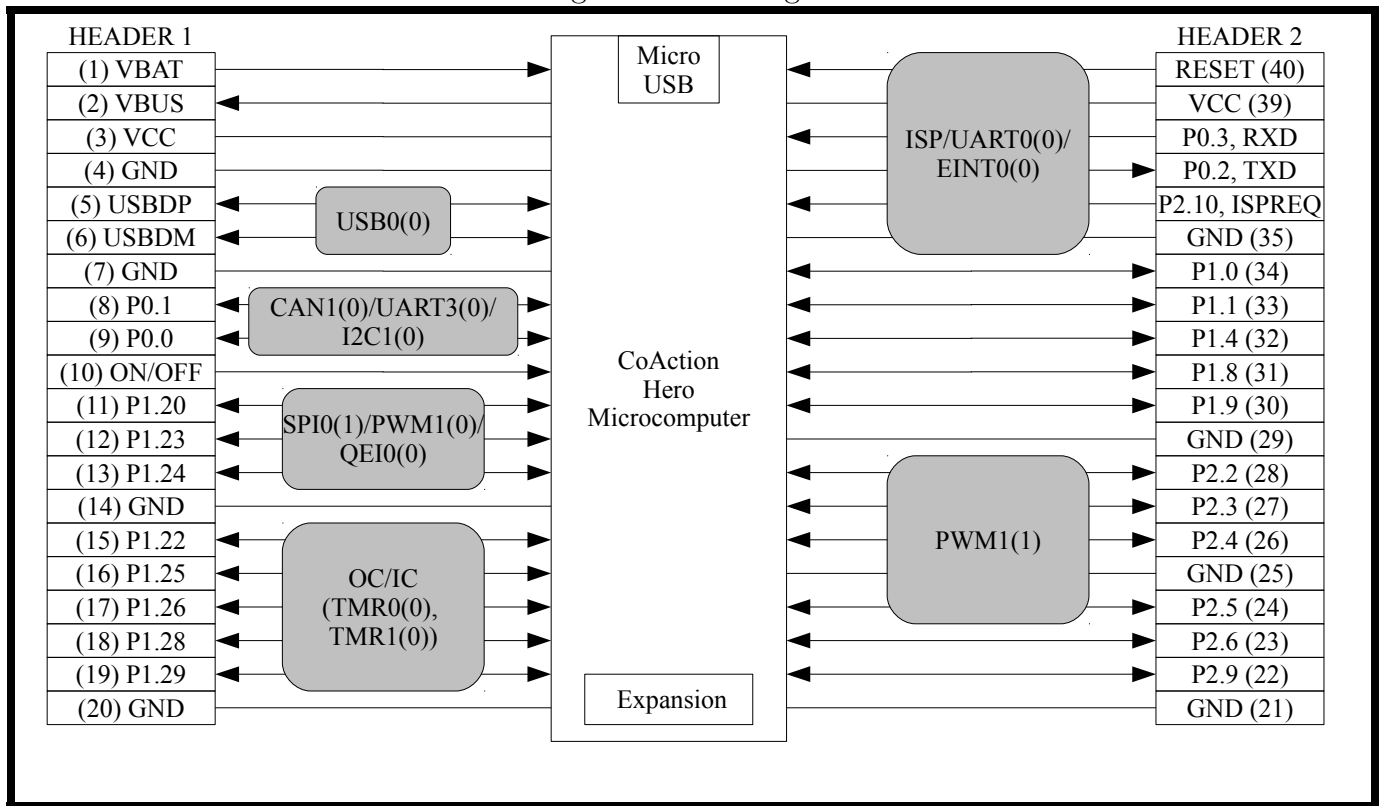 HEADER 1
(1) VBAT
(2) VBUS
(3) VCC
(4) GND
(5) USBDP
(6) USBDM
(7) GND
(8) P0.1
(9) P0.0
(10) ON/OFF
(11) P1.20
(12) P1.23
(13) P1.24
(14) GND
(15) P1.22
(16) P1.25
(17) P1.26
(18) P1.28
(19) P1.29
(20) GND
USB0(0)
CAN1(0)/UART3(0)/
I2C1(0)
SPI0(1)/PWM1(0)/
QEI0(0)
OC/IC
(TMR0(0),
TMR1(0))
Micro
USB
CoAction
Hero
Microcomputer
Expansion
ISP/UART0(0)/
EINT0(0)
PWM1(1)
HEADER 2
RESET (40)
VCC (39)
P0.3, RXD
P0.2, TXD
P2.10, ISPREQ
GND (35)
P1.0 (34)
P1.1 (33)
P1.4 (32)
P1.8 (31)
P1.9 (30)
GND (29)
P2.2 (28)
P2.3 (27)
P2.4 (26)
GND (25)
P2.5 (24)
P2.6 (23)
P2.9 (22)
GND (21)